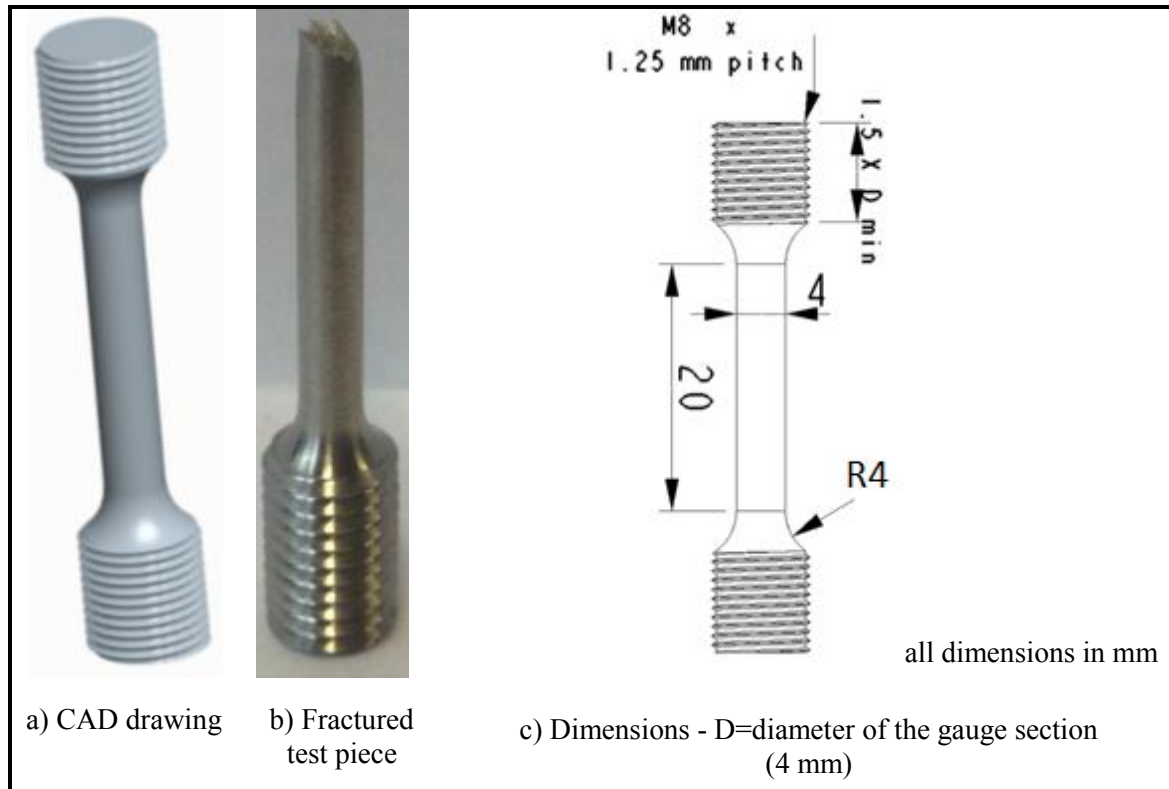 M8 x
1.25 mm pitch
1.5 X D min
4
20
R4
all dimensions in mm
a) CAD drawing
b) Fractured
test piece
c) Dimensions - D=diameter of the gauge section
(4 mm)